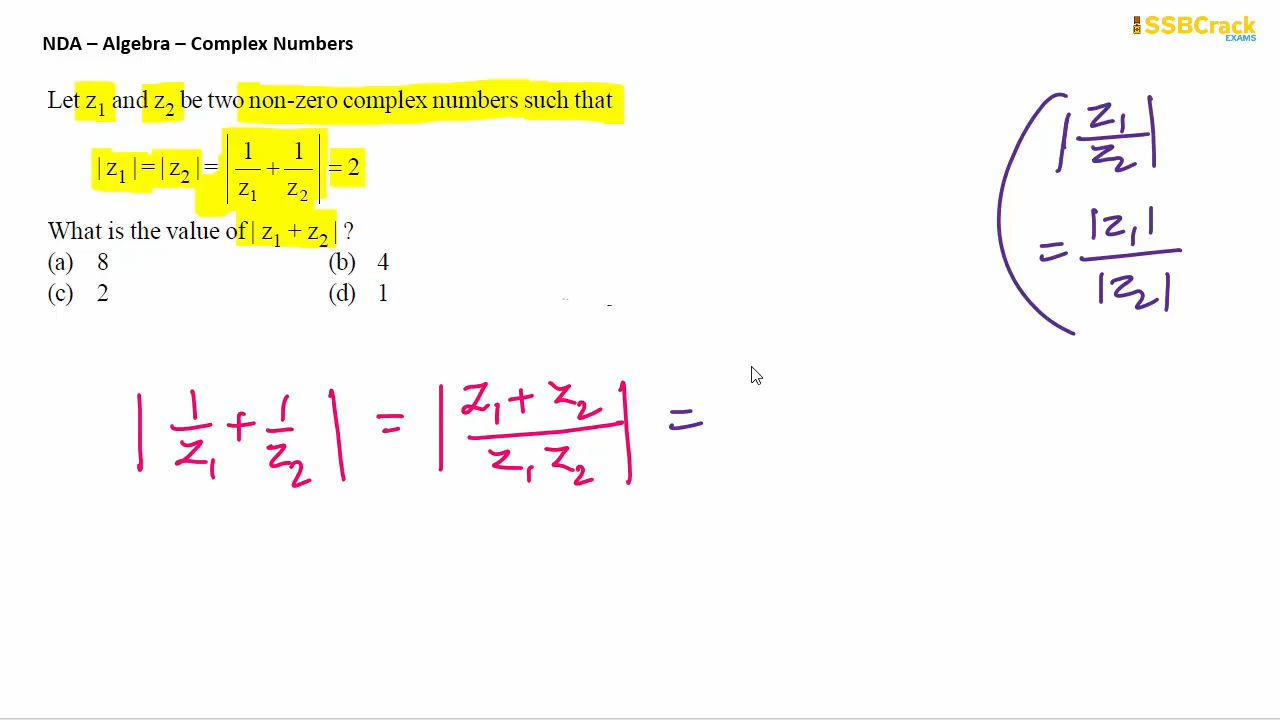 NDA – Algebra – Complex Numbers
SSBCrack
EXAMS
Let z₁ and z₂ be two non-zero complex numbers such that
| z₁ | = | z₂ | = | 1/z₁ + 1/z₂ | = 2
What is the value of | z₁ + z₂ | ?
(a) 8 (b) 4
(c) 2 (d) 1
| z₁/z₂ |
= |z₁|/|z₂|
| 1/z₁ + 1/z₂ | = | (z₁ + z₂)/(z₁ z₂) | =